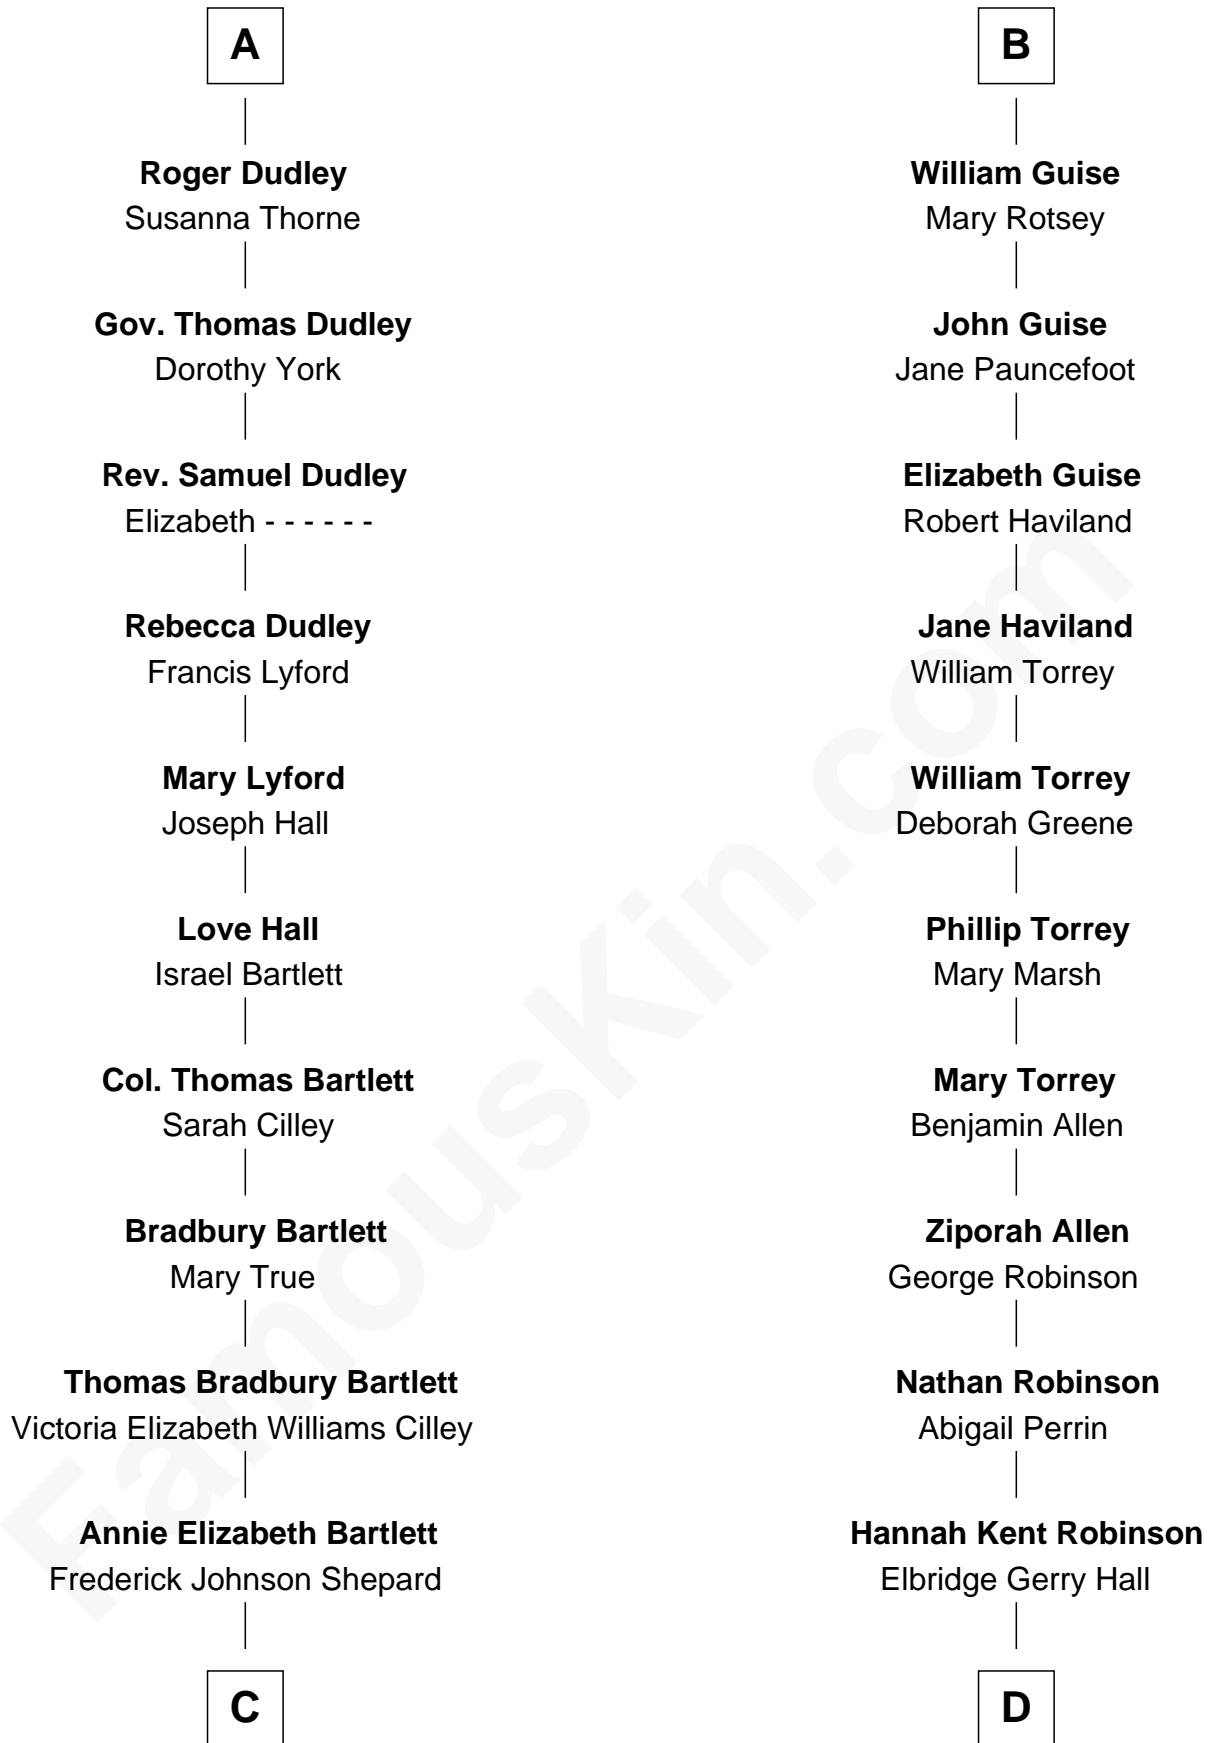 A
Roger Dudley
Susanna Thorne
Gov. Thomas Dudley
Dorothy York
Rev. Samuel Dudley
Elizabeth - - - - - -
Rebecca Dudley
Francis Lyford
Mary Lyford
Joseph Hall
Love Hall
Israel Bartlett
Col. Thomas Bartlett
Sarah Cilley
Bradbury Bartlett
Mary True
Thomas Bradbury Bartlett
Victoria Elizabeth Williams Cilley
Annie Elizabeth Bartlett
Frederick Johnson Shepard
C
B
William Guise
Mary Rotsey
John Guise
Jane Pauncefoot
Elizabeth Guise
Robert Haviland
Jane Haviland
William Torrey
William Torrey
Deborah Greene
Phillip Torrey
Mary Marsh
Mary Torrey
Benjamin Allen
Ziporah Allen
George Robinson
Nathan Robinson
Abigail Perrin
Hannah Kent Robinson
Elbridge Gerry Hall
D
FamousKin.com